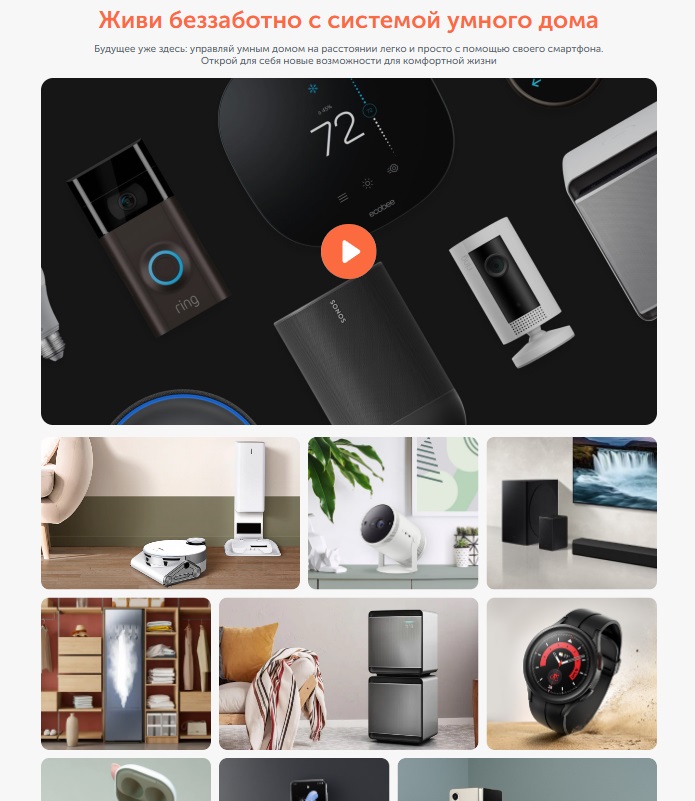 Живи беззаботно с системой умного дома
Будущее уже здесь: управляй умным домом на расстоянии легко и просто с помощью своего смартфона.
Открой для себя новые возможности для комфортной жизни
72
ecobee
ring
SONOS